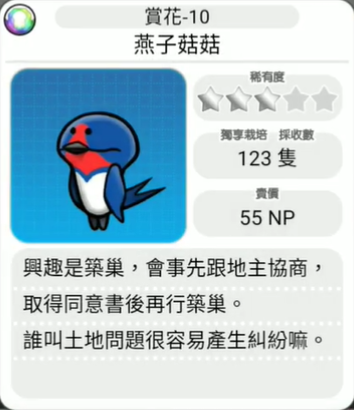 賞花-10
燕子菇菇
稀有度
獨享栽培 採收數
123 隻
賣價
55 NP
興趣是築巢，會事先跟地主協商，
取得同意書後再行築巢。
誰叫土地問題很容易產生糾紛嘛。